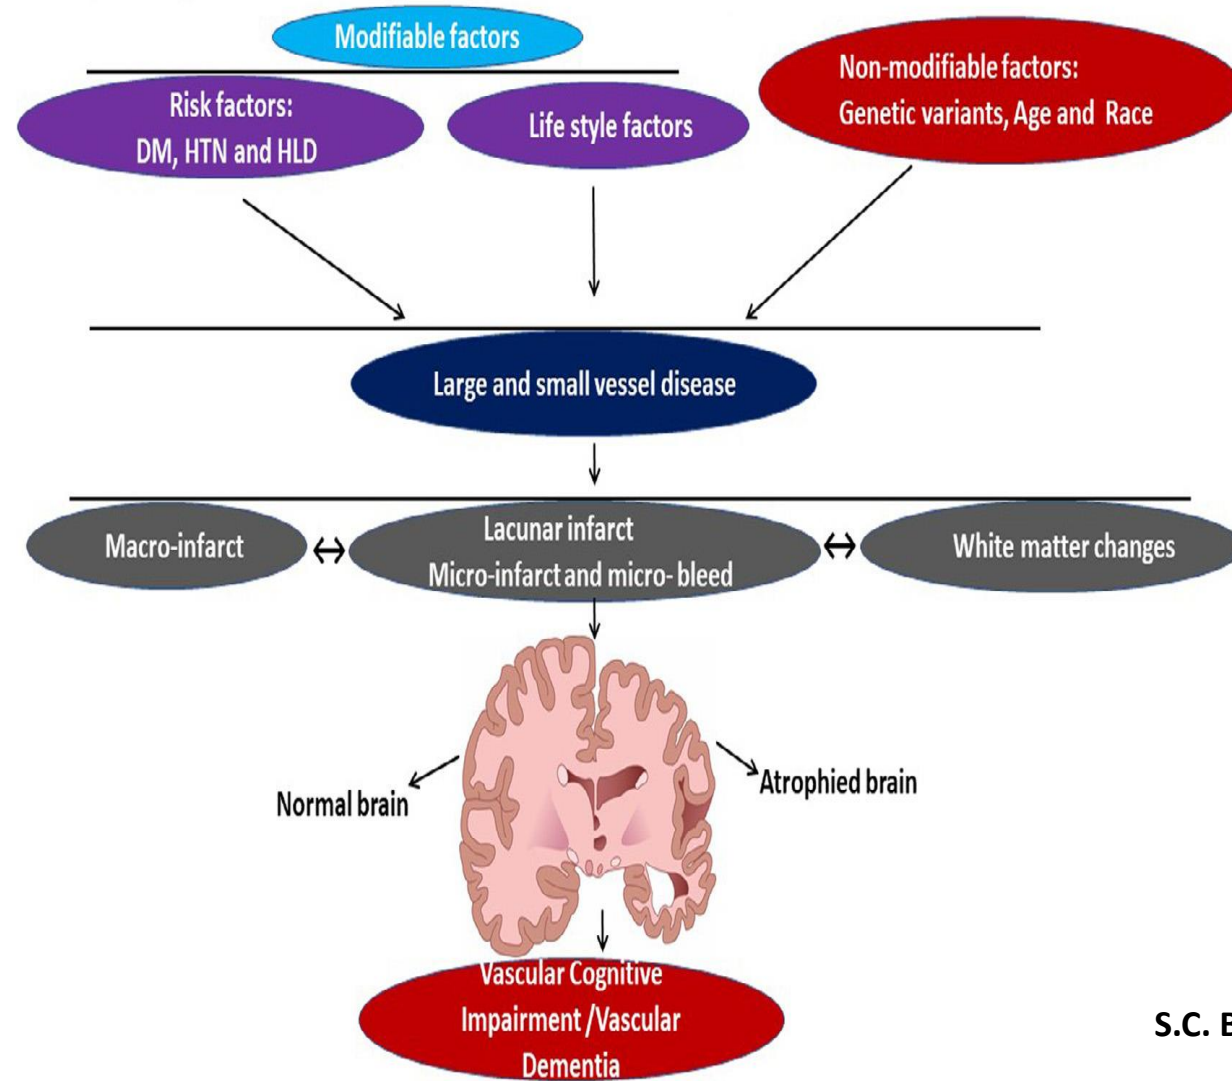 Modifiable factors
Risk factors:
DM, HTN and HLD
Life style factors
Non-modifiable factors:
Genetic variants, Age and Race
Large and small vessel disease
Macro-infarct
Lacunar infarct
Micro-infarct and micro- bleed
White matter changes
Normal brain
Atrophied brain
Vascular Cognitive
Impairment /Vascular
Dementia
S.C.